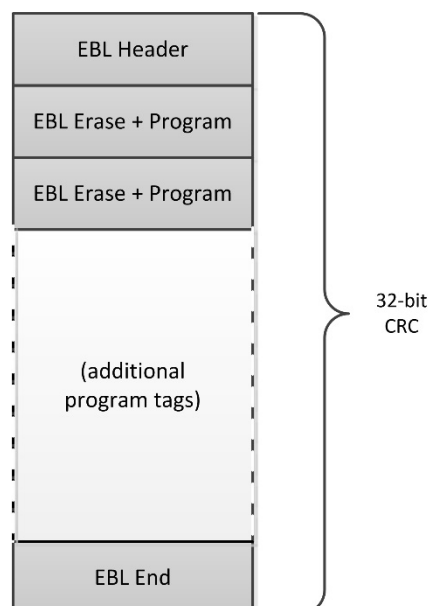 EBL Header
EBL Erase + Program
EBL Erase + Program
(additional
program tags)
EBL End
32-bit
CRC